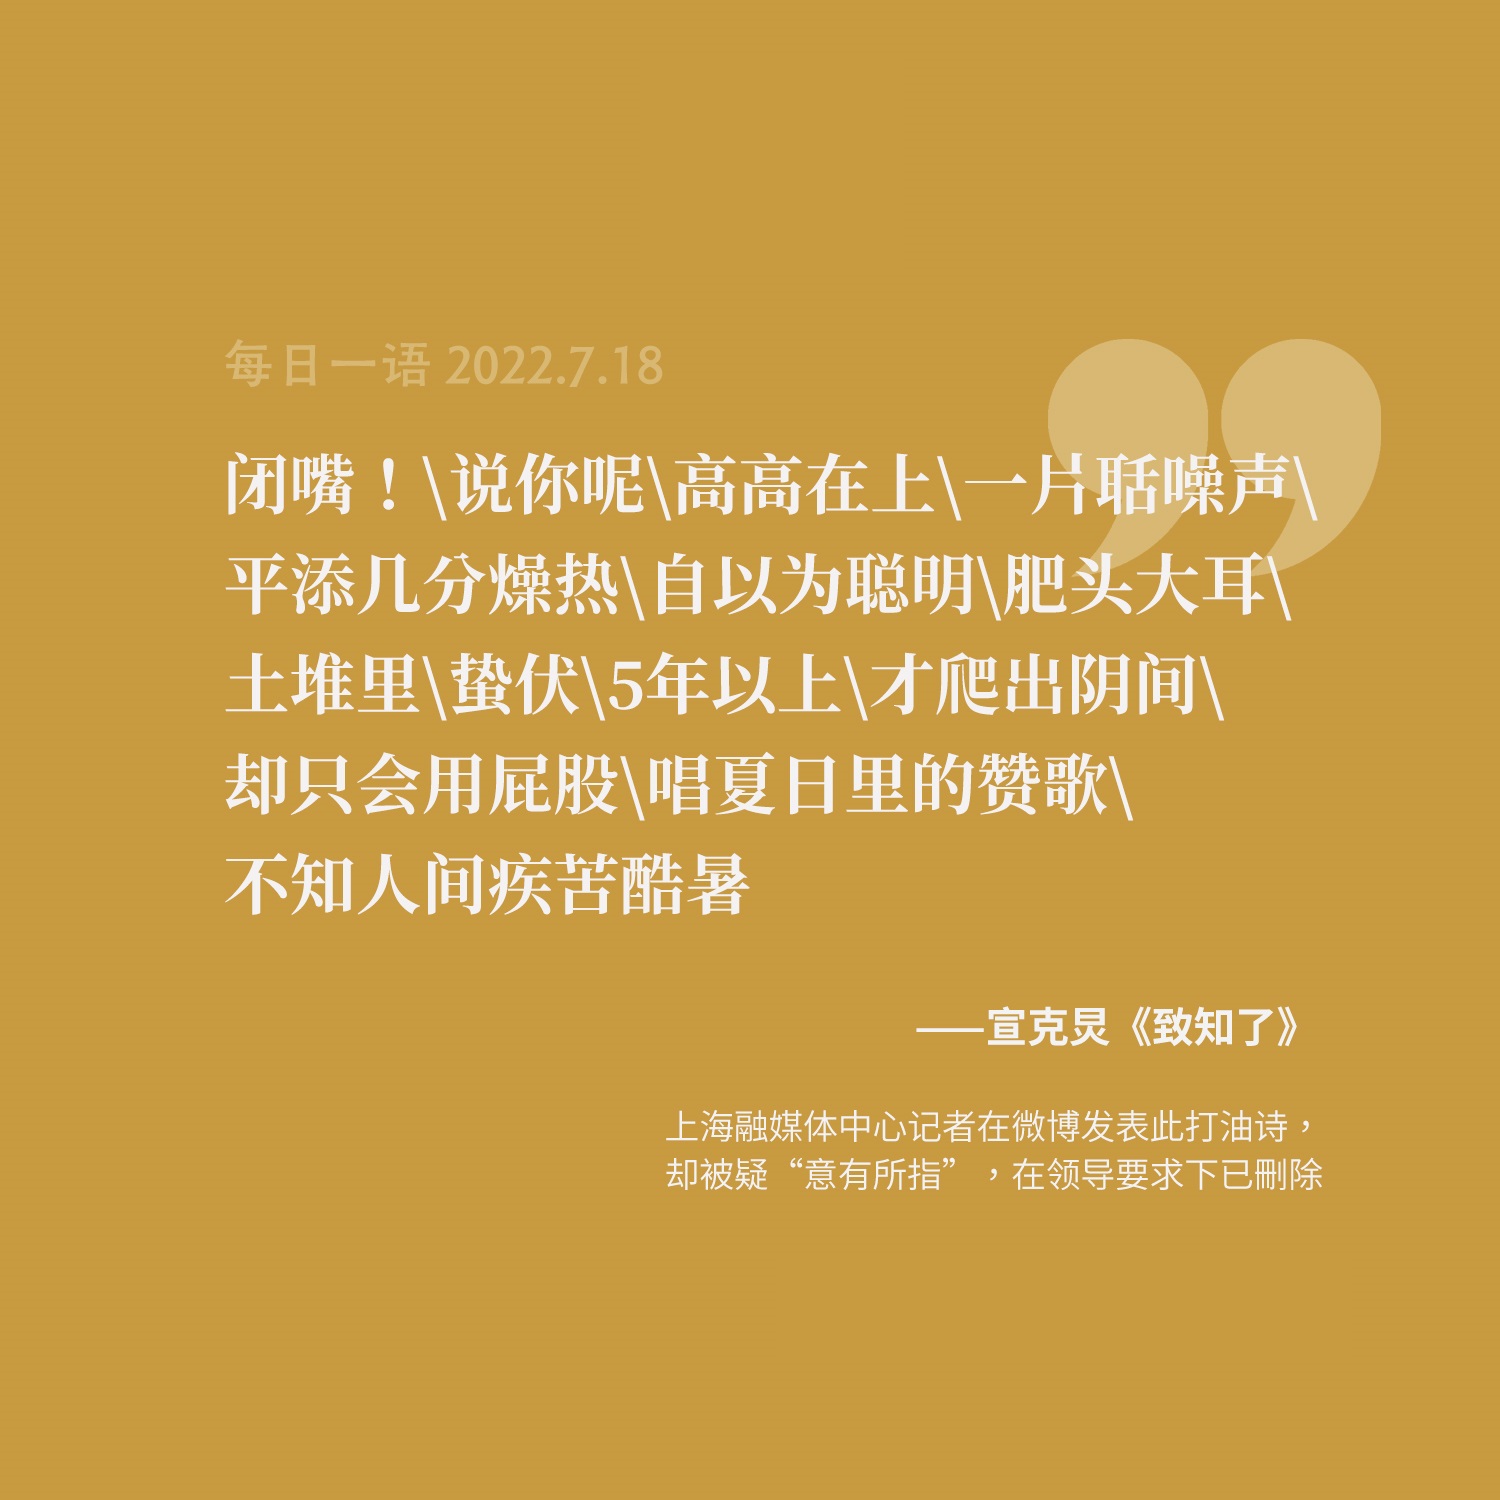 每日一语 2022.7.18
闭嘴！\说你呢\高高在上\一片聒噪声\
平添几分燥热\自以为聪明\肥头大耳\
土堆里\蛰伏\5年以上\才爬出阴间\
却只会用屁股\唱夏日里的赞歌\
不知人间疾苦酷暑
——宣克炅《致知了》
上海融媒体中心记者在微博发表此打油诗，
却被疑“意有所指”，在领导要求下已刪除